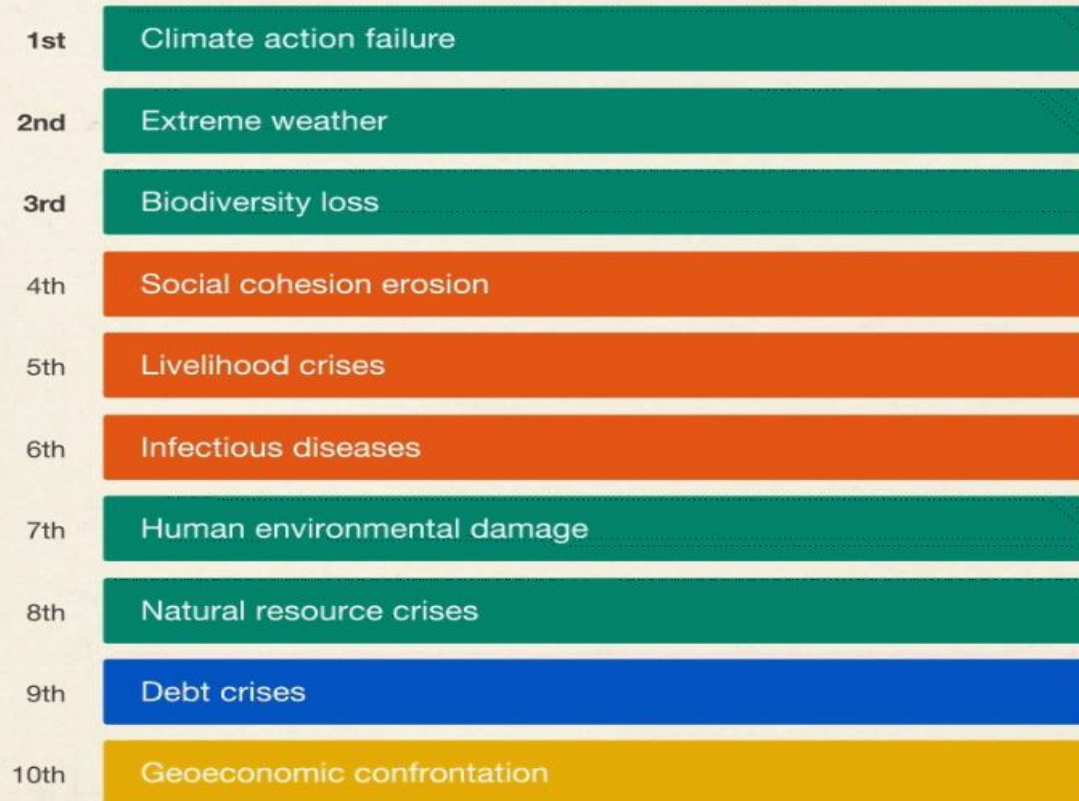 1st Climate action failure
2nd Extreme weather
3rd Biodiversity loss
4th Social cohesion erosion
5th Livelihood crises
6th Infectious diseases
7th Human environmental damage
8th Natural resource crises
9th Debt crises
10th Geoeconomic confrontation